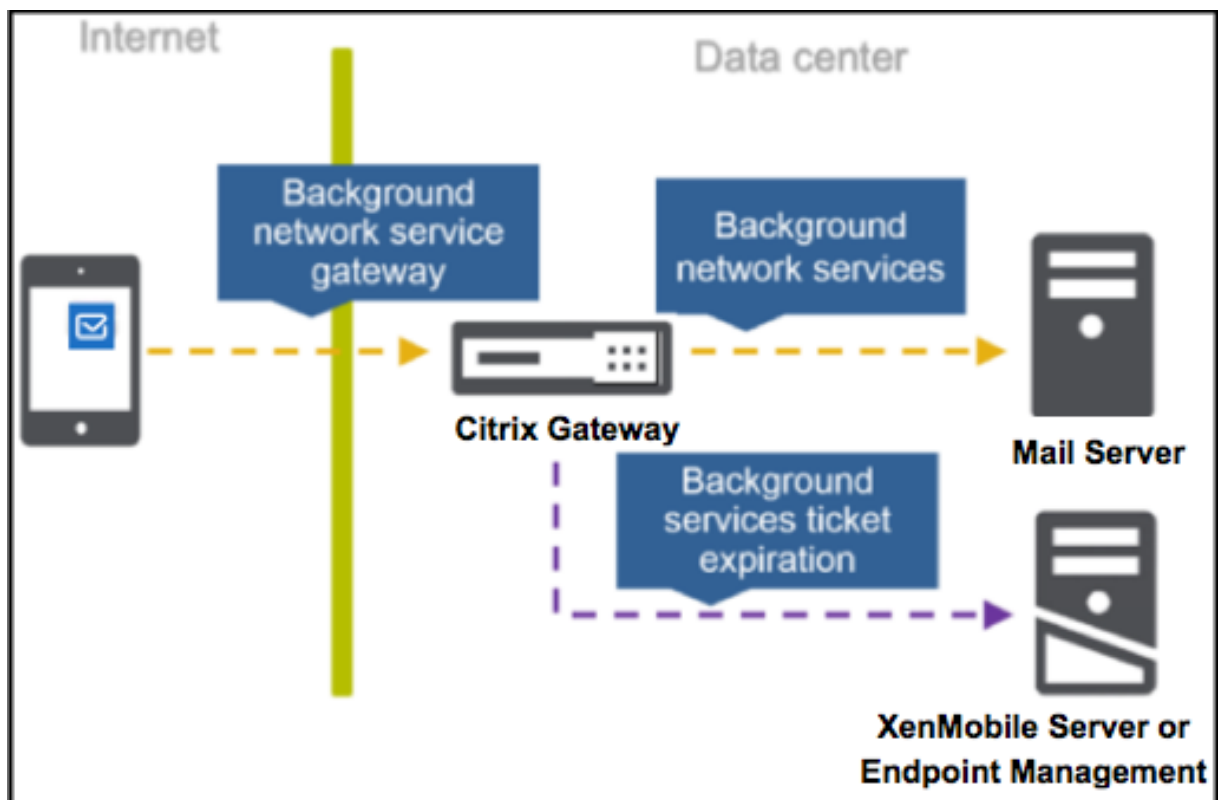 Internet
Data center
Background
network service
gateway
Background
network services
Citrix Gateway
Mail Server
Background
services ticket
expiration
XenMobile Server or
Endpoint Management